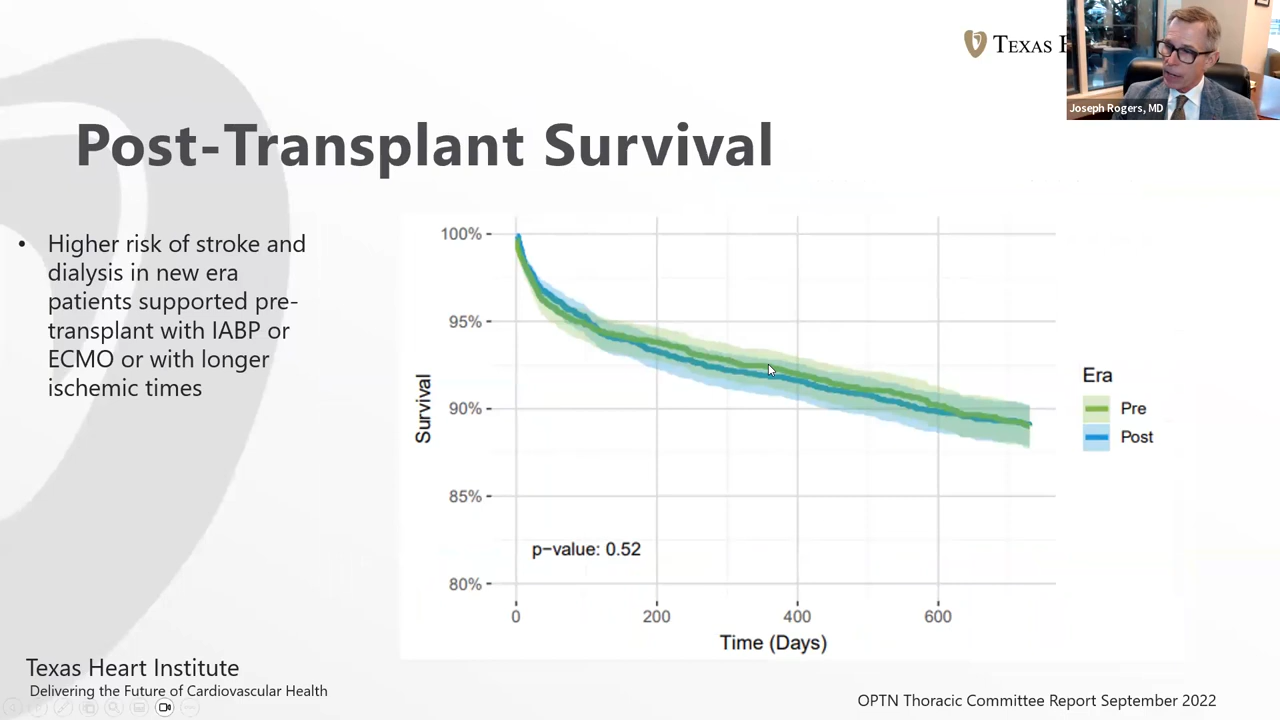 TEXAS
Joseph Rogers, MD
Post-Transplant Survival
• Higher risk of stroke and
dialysis in new era
patients supported pre-
transplant with IABP or
ECMO or with longer
ischemic times
100%
95%
90%
85%
80%
Survival
p-value: 0.52
0 200 400 600
Time (Days)
Era
Pre
Post
Texas Heart Institute
Delivering the Future of Cardiovascular Health
OPTN Thoracic Committee Report September 2022